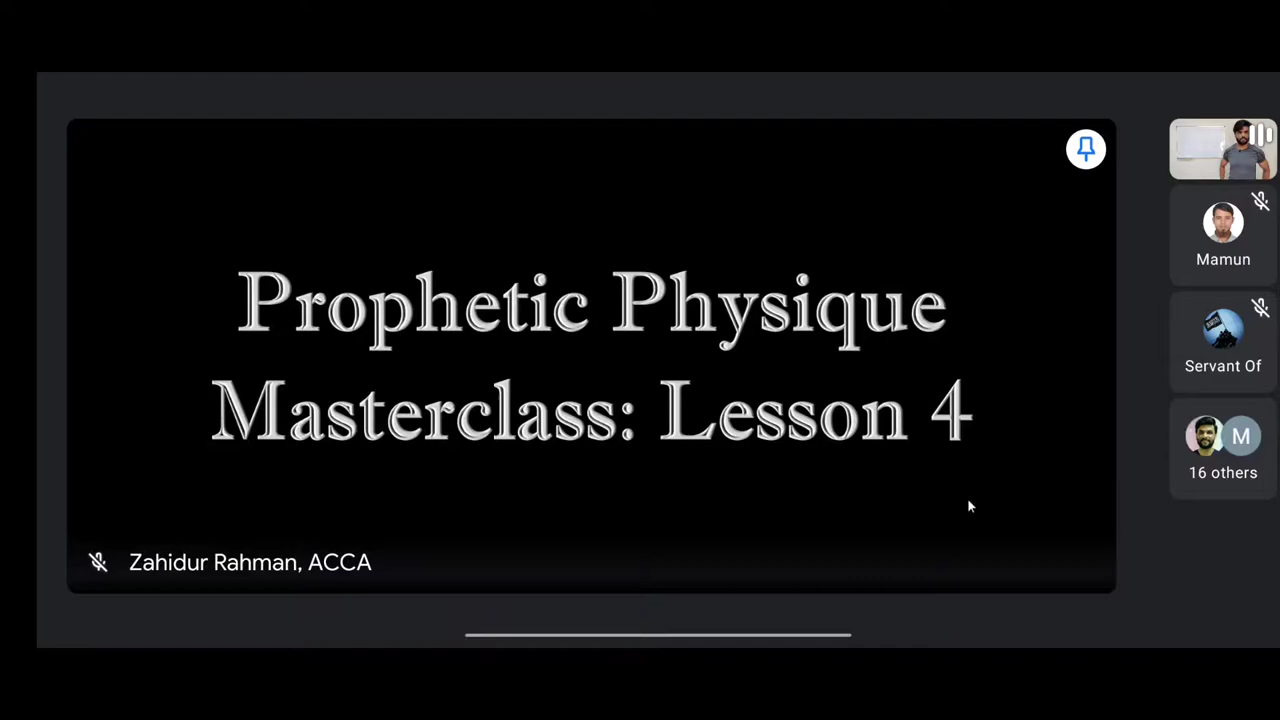 Prophetic Physique
Masterclass: Lesson 4
Zahidur Rahman, ACCA
Mamun
Servant Of
M
16 others